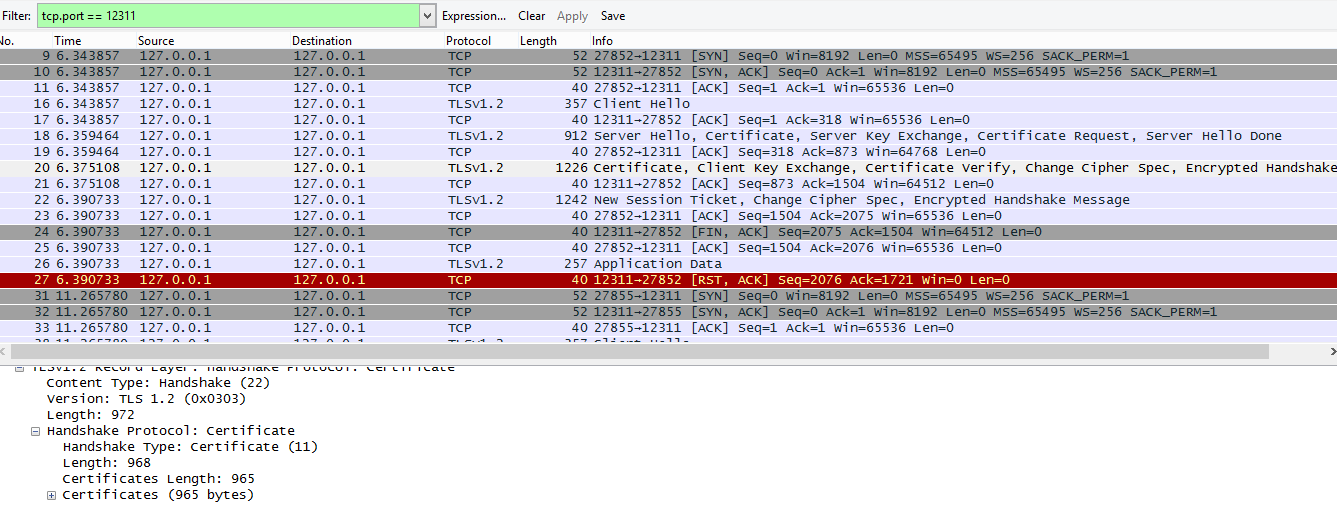 Filter: tcp.port == 12311 Expression... Clear Apply Save
No. Time Source Destination Protocol Length Info
9 6.343857 127.0.0.1 127.0.0.1 TCP 52 27852→12311 [SYN] Seq=0 Win=8192 Len=0 MSS=65495 WS=256 SACK_PERM=1
10 6.343857 127.0.0.1 127.0.0.1 TCP 52 12311→27852 [SYN, ACK] Seq=0 Ack=1 Win=8192 Len=0 MSS=65495 WS=256 SACK_PERM=1
11 6.343857 127.0.0.1 127.0.0.1 TCP 40 27852→12311 [ACK] Seq=1 Ack=1 Win=65536 Len=0
16 6.343857 127.0.0.1 127.0.0.1 TLSv1.2 357 Client Hello
17 6.343857 127.0.0.1 127.0.0.1 TCP 40 12311→27852 [ACK] Seq=1 Ack=318 Win=65536 Len=0
18 6.359464 127.0.0.1 127.0.0.1 TLSv1.2 912 Server Hello, Certificate, Server Key Exchange, Certificate Request, Server Hello Done
19 6.359464 127.0.0.1 127.0.0.1 TCP 40 27852→12311 [ACK] Seq=318 Ack=873 Win=64768 Len=0
20 6.375108 127.0.0.1 127.0.0.1 TLSv1.2 1226 Certificate, Client Key Exchange, Certificate Verify, Change Cipher Spec, Encrypted Handshake
21 6.375108 127.0.0.1 127.0.0.1 TCP 40 12311→27852 [ACK] Seq=873 Ack=1504 Win=64512 Len=0
22 6.390733 127.0.0.1 127.0.0.1 TLSv1.2 1242 New Session Ticket, Change Cipher Spec, Encrypted Handshake Message
23 6.390733 127.0.0.1 127.0.0.1 TCP 40 27852→12311 [ACK] Seq=1504 Ack=2075 Win=65536 Len=0
24 6.390733 127.0.0.1 127.0.0.1 TCP 40 12311→27852 [FIN, ACK] Seq=2075 Ack=1504 Win=64512 Len=0
25 6.390733 127.0.0.1 127.0.0.1 TCP 40 27852→12311 [ACK] Seq=1504 Ack=2076 Win=65536 Len=0
26 6.390733 127.0.0.1 127.0.0.1 TLSv1.2 257 Application Data
27 6.390733 127.0.0.1 127.0.0.1 TCP 40 12311→27852 [RST, ACK] Seq=2076 Ack=1721 Win=0 Len=0
31 11.265780 127.0.0.1 127.0.0.1 TCP 52 27855→12311 [SYN] Seq=0 Win=8192 Len=0 MSS=65495 WS=256 SACK_PERM=1
32 11.265780 127.0.0.1 127.0.0.1 TCP 52 12311→27855 [SYN, ACK] Seq=0 Ack=1 Win=8192 Len=0 MSS=65495 WS=256 SACK_PERM=1
33 11.265780 127.0.0.1 127.0.0.1 TCP 40 27855→12311 [ACK] Seq=1 Ack=1 Win=65536 Len=0
38 11.265780 127.0.0.1 127.0.0.1 TLSv1.2 357 Client Hello
TLSv1.2 Record Layer: Handshake Protocol: Certificate
Content Type: Handshake (22)
Version: TLS 1.2 (0x0303)
Length: 972
Handshake Protocol: Certificate
Handshake Type: Certificate (11)
Length: 968
Certificates Length: 965
Certificates (965 bytes)